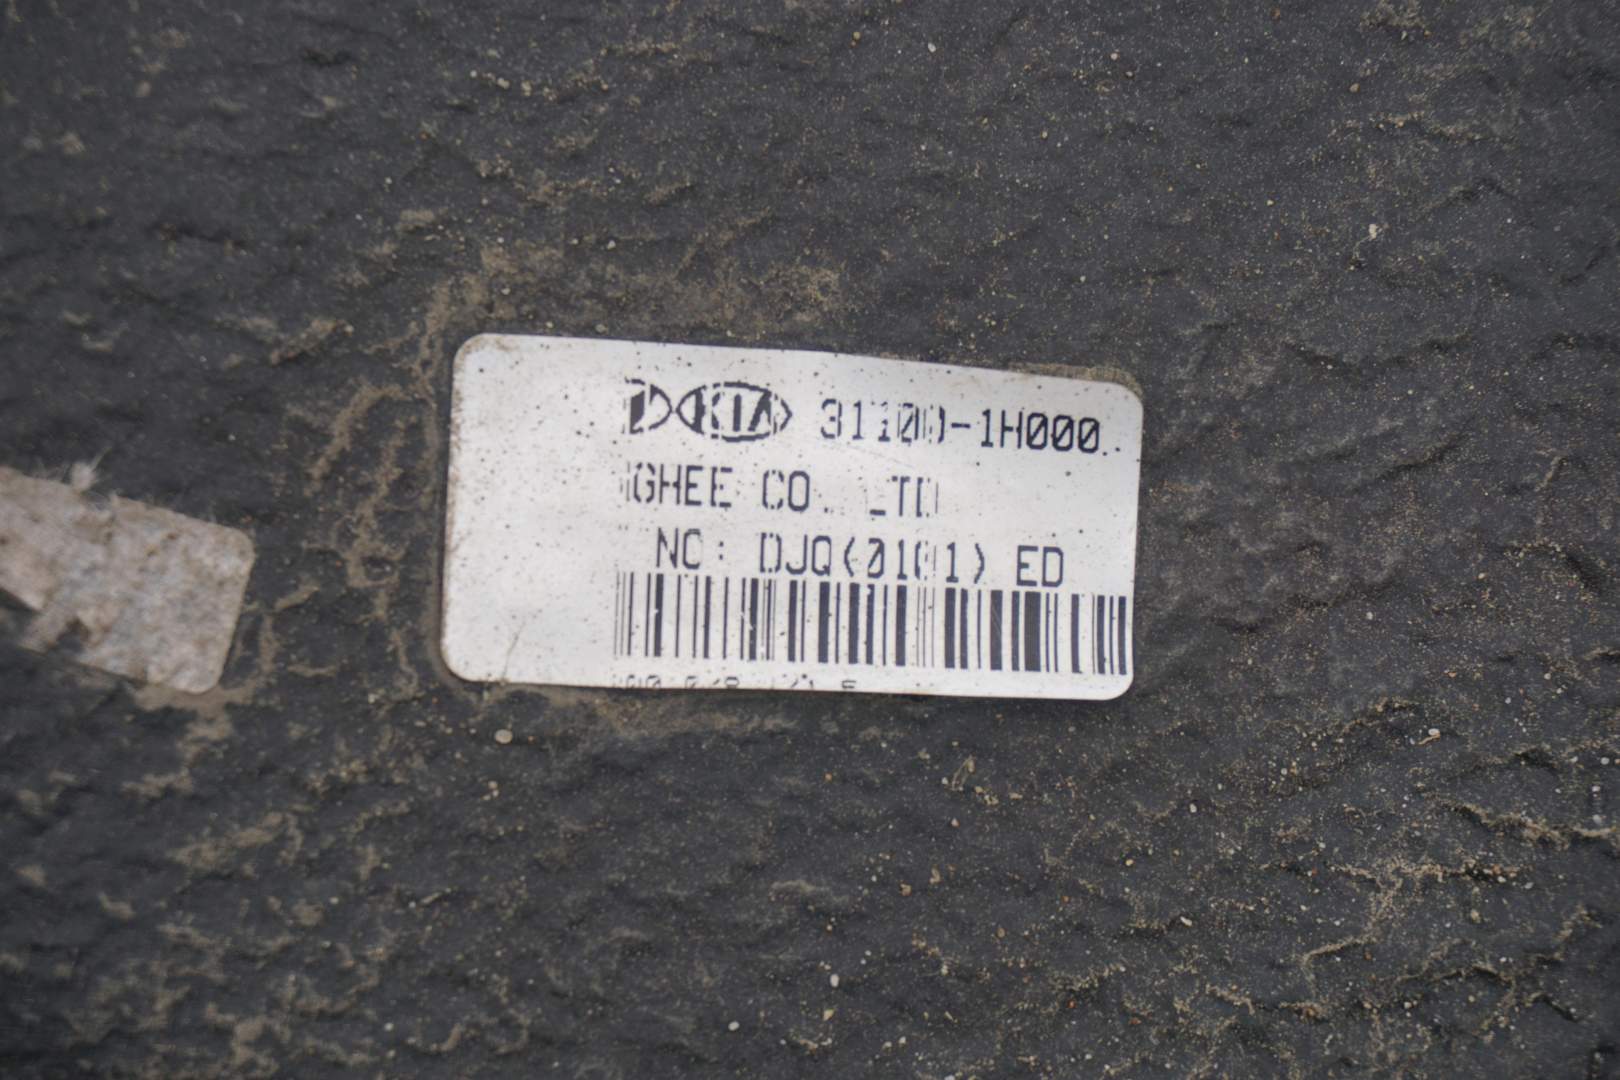 KIA 31100-1H000
GHEE CO. LTD
NO: DJQ(0101) ED